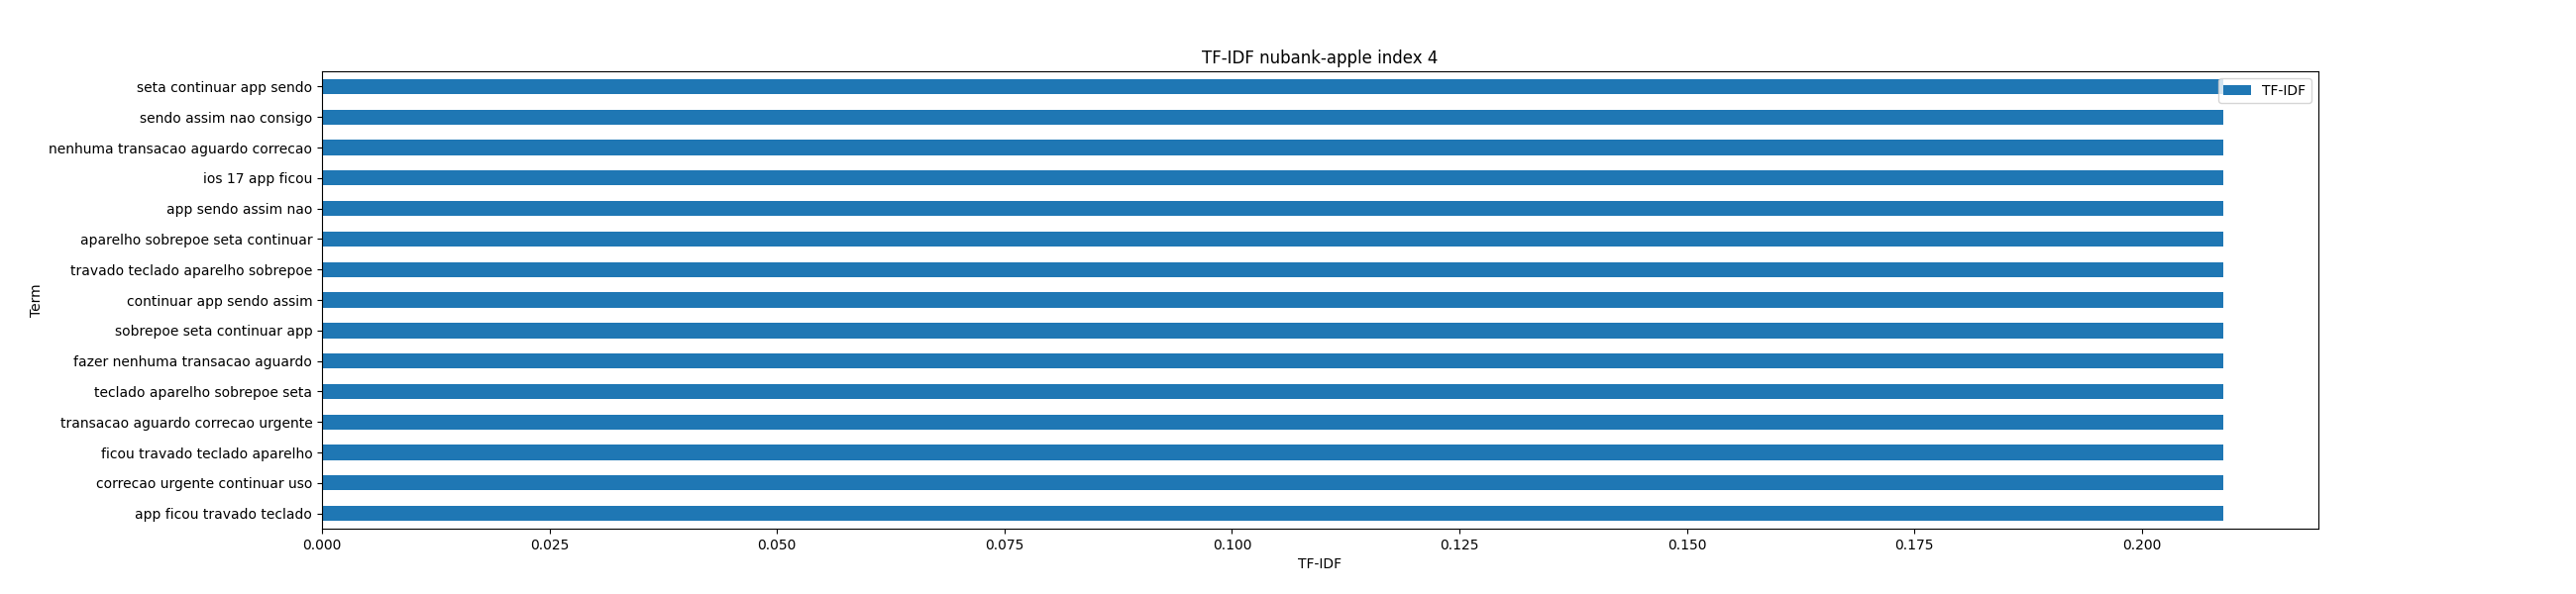 TF-IDF nubank-apple index 4
TF-IDF
seta continuar app sendo
sendo assim nao consigo
nenhuma transacao aguardo correcao
ios 17 app ficou
app sendo assim nao
aparelho sobrepoe seta continuar
travado teclado aparelho sobrepoe
continuar app sendo assim
sobrepoe seta continuar app
fazer nenhuma transacao aguardo
teclado aparelho sobrepoe seta
transacao aguardo correcao urgente
ficou travado teclado aparelho
correcao urgente continuar uso
app ficou travado teclado
Term
0.000 0.025 0.050 0.075 0.100 0.125 0.150 0.175 0.200
TF-IDF